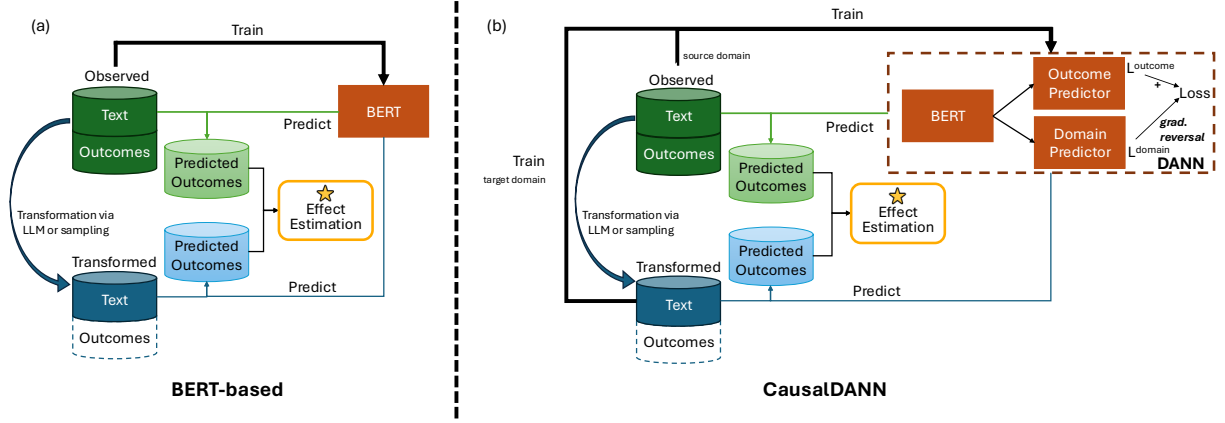 (a)
Train
Observed
Text
Outcomes
BERT
Predict
Predicted
Outcomes
Effect
Estimation
Transformation via
LLM or sampling
Predicted
Outcomes
Transformed
Text
Predict
Outcomes
BERT-based
(b)
Train
source domain
Observed
Text
Outcomes
Predict
BERT
Outcome
Predictor
Domain
Predictor
L^outcome
+
Loss
grad.
reversal
L^domain
DANN
Train
target domain
Predicted
Outcomes
Effect
Estimation
Transformation via
LLM or sampling
Predicted
Outcomes
Transformed
Text
Predict
Outcomes
CausalDANN